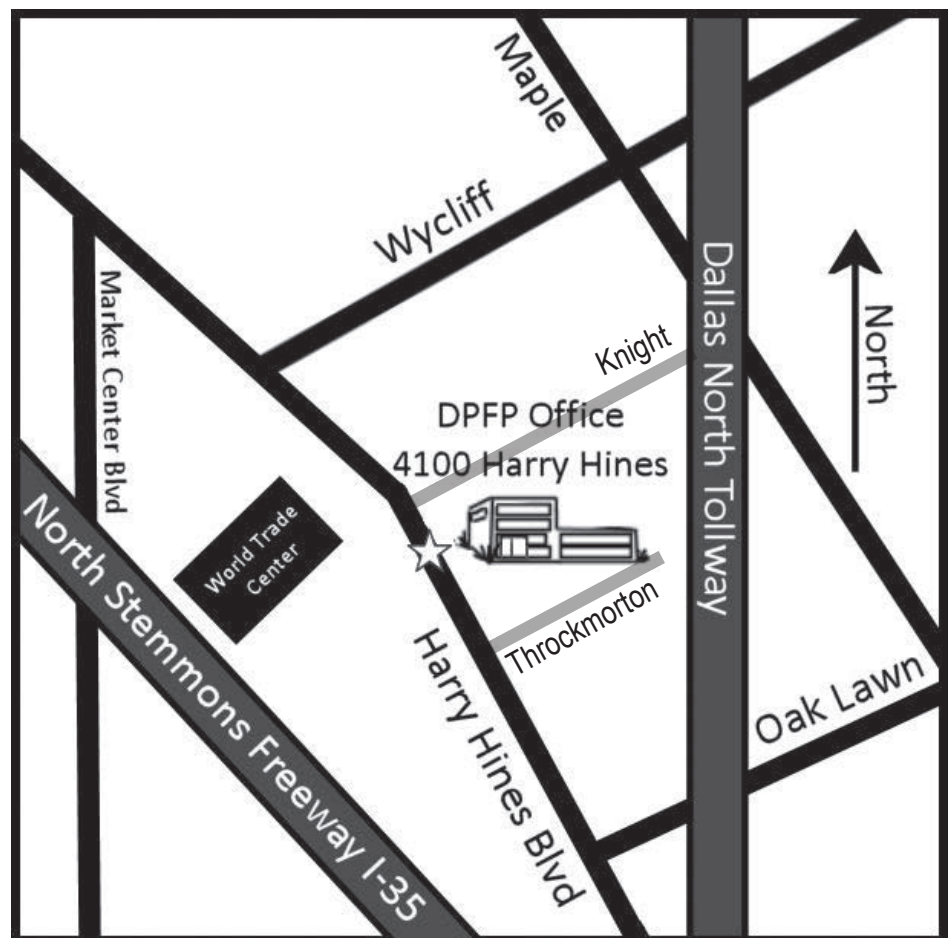 Maple
Wycliff
Dallas North Tollway
North
Market Center Blvd
Knight
DPFP Office
4100 Harry Hines
World Trade
Center
North Stemmons Freeway I-35
Throckmorton
Harry Hines Blvd
Oak Lawn